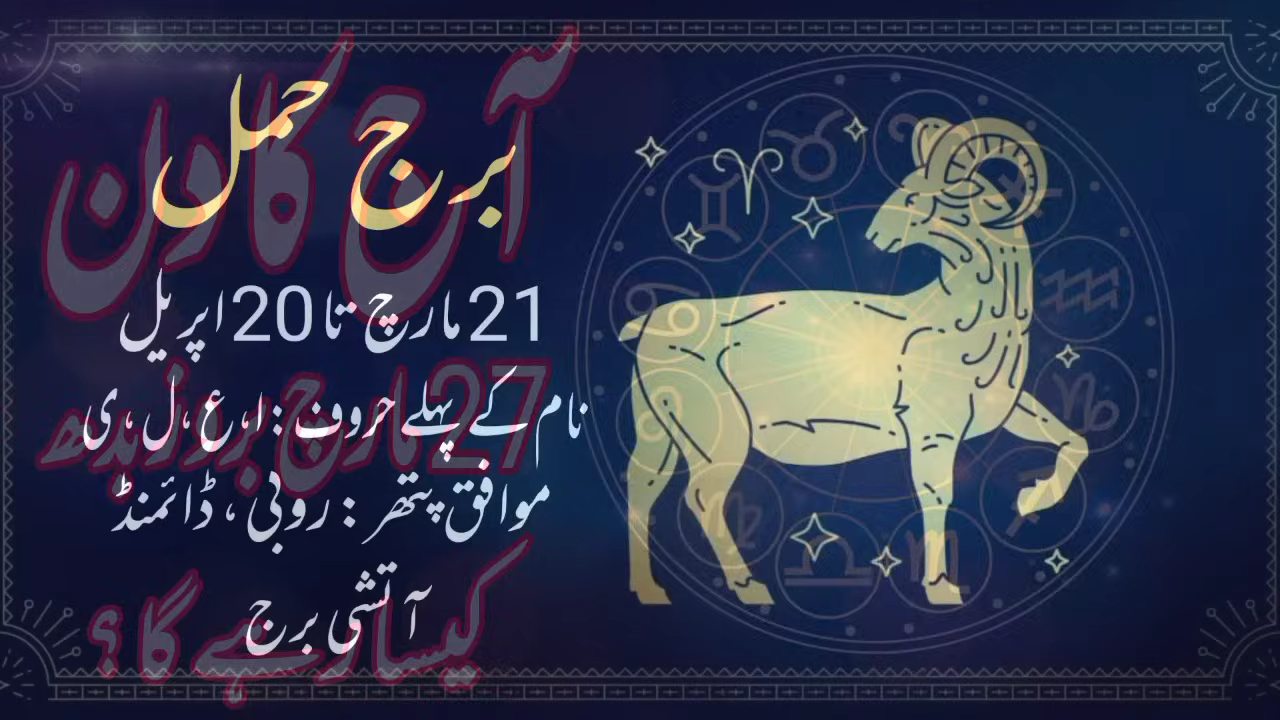 برج حمل
21 مارچ تا 20 اپریل
نام کے پہلے حروف : ا، ع، ل، ی
موافق پتھر : روبی، ڈائمنڈ
آتشی برج
آج کا دن
27 مارچ بروز بدھ
کیسا رہے گا؟